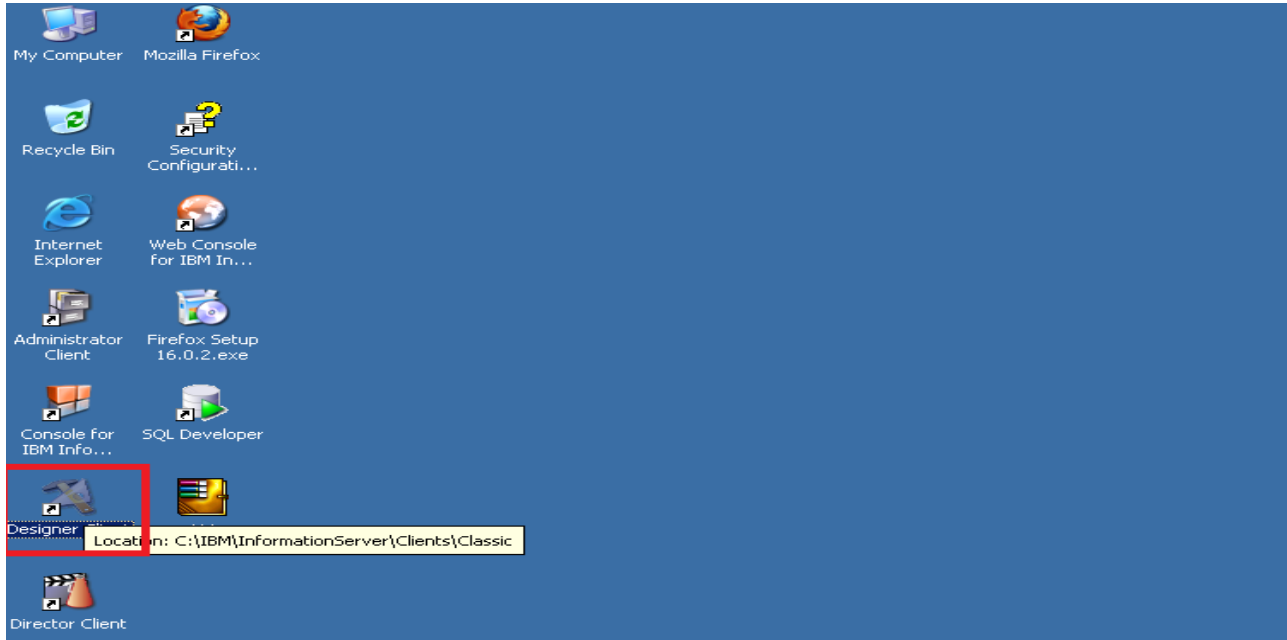 My Computer
Mozilla Firefox
Recycle Bin
Security
Configurati...
Internet
Explorer
Web Console
for IBM In...
Administrator
Client
Firefox Setup
16.0.2.exe
Console for
IBM Info...
SQL Developer
Designer
Location: C:\IBM\InformationServer\Clients\Classic
Director Client